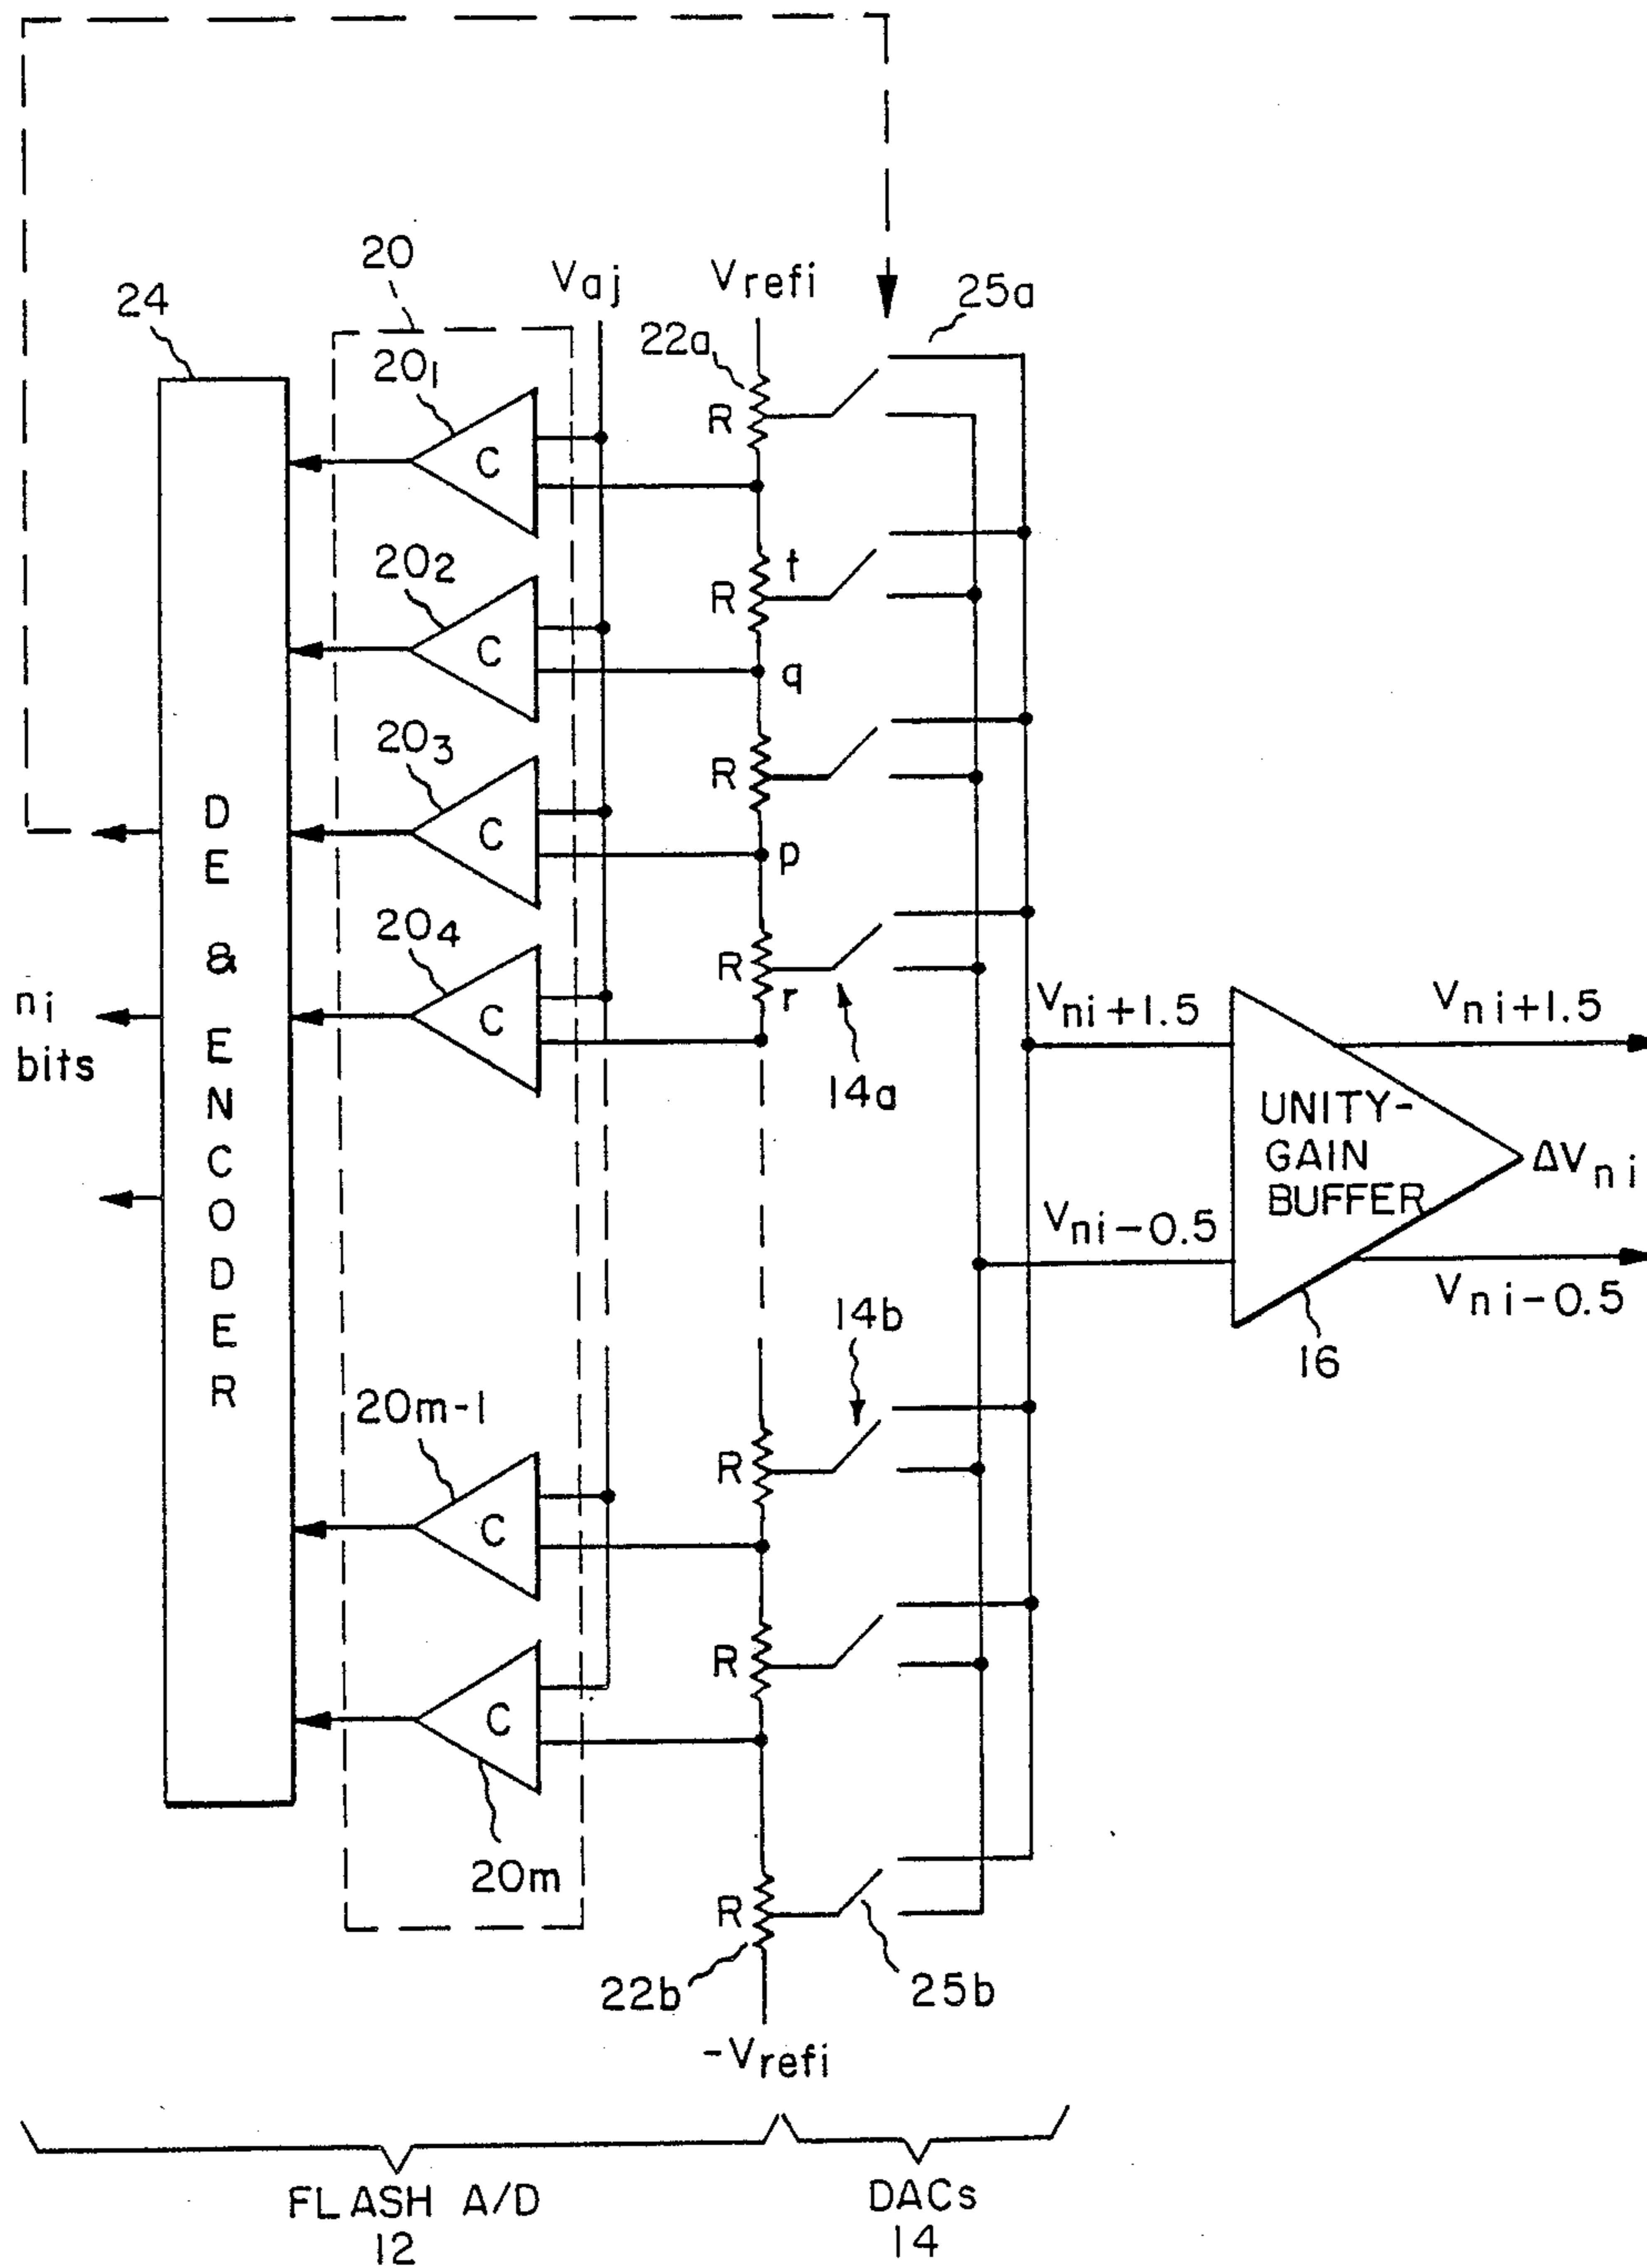 20
Vaj
Vrefi
25a
24
22a
201
R
C
t
202
R
C
q
203
R
C
p
204
R
C
r
DE & ENCODER
ni
bits
14a
Vni+1.5
Vni+1.5
UNITY-
GAIN
BUFFER
ΔVni
Vni-0.5
Vni-0.5
16
14b
20m-1
R
C
R
C
20m
R
22b
25b
-Vrefi
FLASH A/D
12
DACs
14